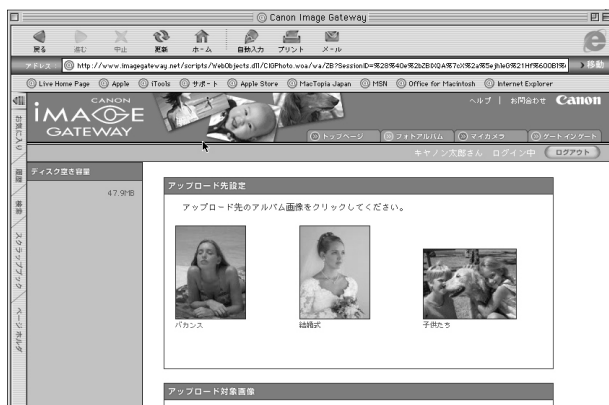 Canon Image Gateway
戻る 進む 中止 更新 ホーム 自動入力 プリント メール
アドレス http://www.imagegateway.net/scripts/WebObjects.dll/CIGPhoto.woa/wa/ZB?SessionID=
移動
Live Home Page Apple iTools サポート Apple Store MacTopia Japan MSN Office for Macintosh Internet Explorer
CANON
iMAGE
GATEWAY
ヘルプ | お問合わせ Canon
トップページ フォトアルバム マイカメラ ゲートインゲート
キヤノン太郎さん ログイン中 ログアウト
お気に入り
履歴
検索
スクラップブック
ページホルダ
ディスク空き容量
47.9MB
アップロード先設定
アップロード先のアルバム画像をクリックしてください。
バカンス 結婚式 子供たち
アップロード対象画像